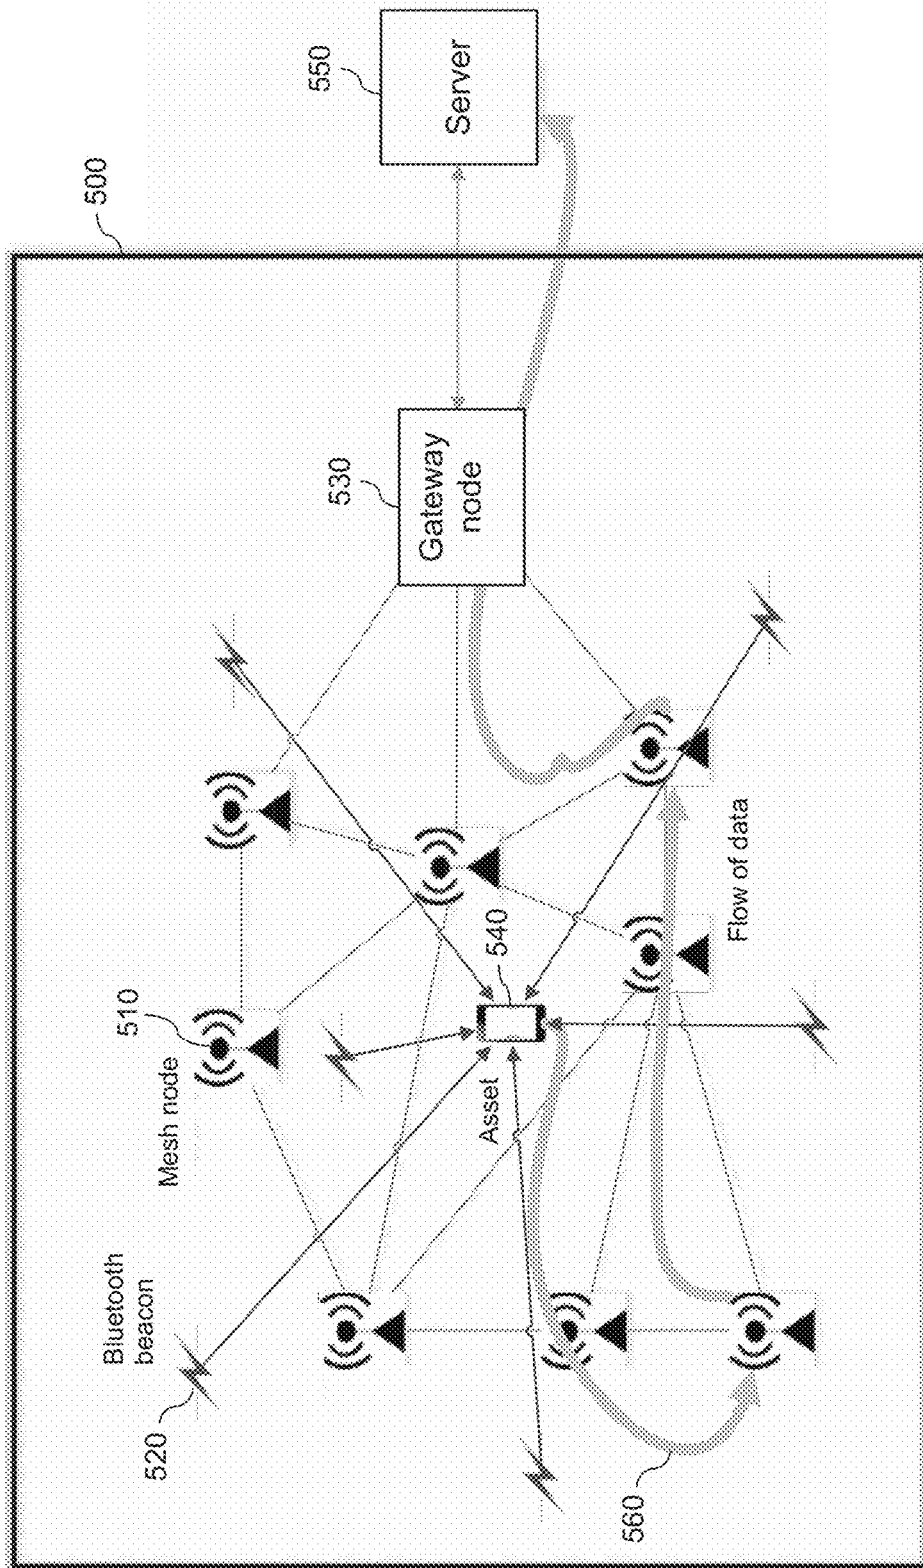 500
550
Server
530
Gateway
node
510
Mesh node
Bluetooth
beacon
520
540
Asset
Flow of data
560